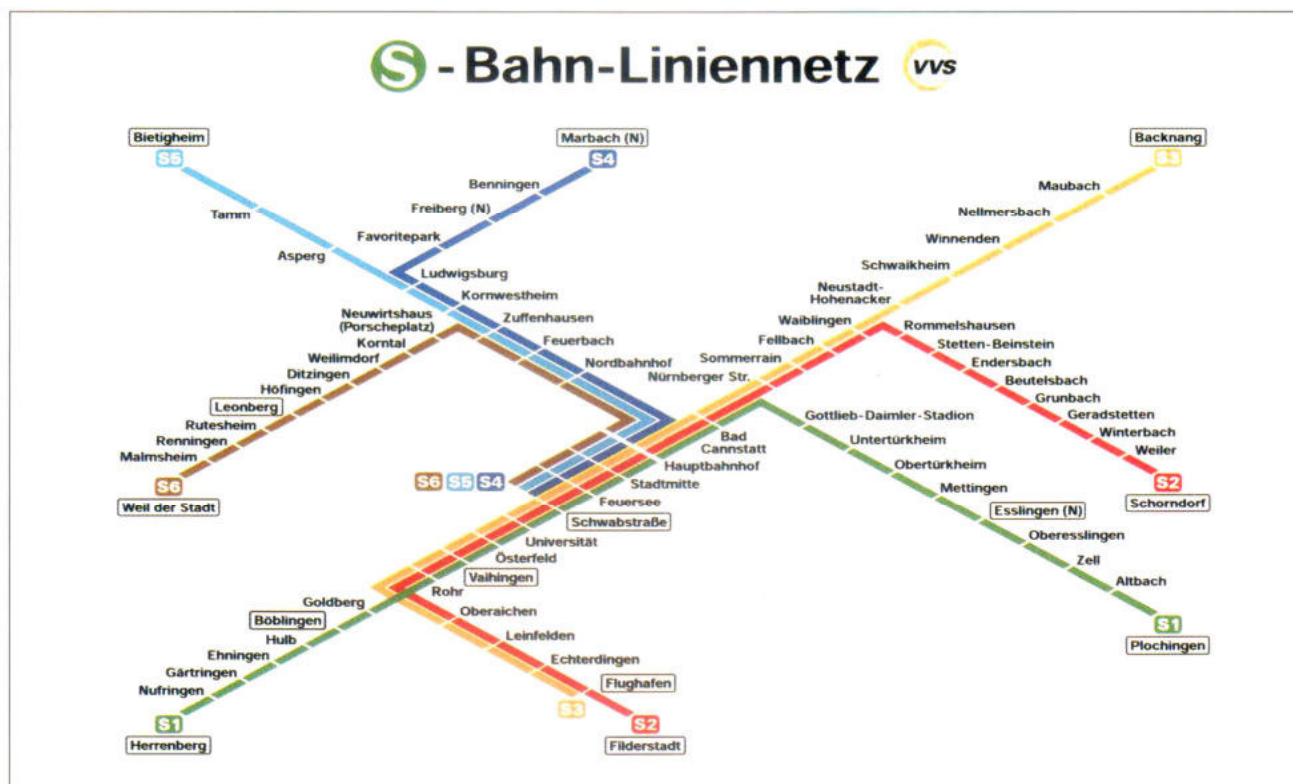 S - Bahn-Liniennetz VVS
Bietigheim
S5
Tamm
Asperg
Marbach (N)
S4
Benningen
Freiberg (N)
Favoritepark
Ludwigsburg
Kornwestheim
Zuffenhausen
Feuerbach
Nordbahnhof
Neuwirtshaus
(Porscheplatz)
Korntal
Weilimdorf
Ditzingen
Höfingen
Leonberg
Rutesheim
Renningen
Malmsheim
S6
Weil der Stadt
S6 S5 S4
Backnang
S3
Maubach
Nellmersbach
Winnenden
Schwaikheim
Neustadt-
Hohenacker
Waiblingen
Fellbach
Sommerrain
Nürnberger Str.
Rommelshausen
Stetten-Beinstein
Endersbach
Beutelsbach
Grunbach
Geradstetten
Winterbach
Weiler
S2
Schorndorf
Gottlieb-Daimler-Stadion
Untertürkheim
Obertürkheim
Mettingen
Esslingen (N)
Oberesslingen
Zell
Altbach
S1
Plochingen
Bad
Cannstatt
Hauptbahnhof
Stadtmitte
Feuersee
Schwabstraße
Universität
Österfeld
Vaihingen
Rohr
Goldberg
Böblingen
Hulb
Ehningen
Gärtringen
Nufringen
S1
Herrenberg
Oberaichen
Leinfelden
Echterdingen
Flughafen
S3
S2
Filderstadt